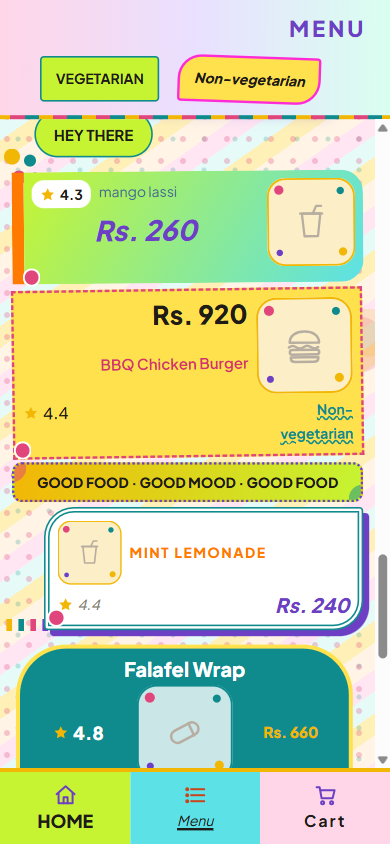 MENU
VEGETARIAN
Non-vegetarian
HEY THERE
4.3 mango lassi
Rs. 260
Rs. 920
BBQ Chicken Burger
4.4
Non-
vegetarian
GOOD FOOD · GOOD MOOD · GOOD FOOD
MINT LEMONADE
4.4
Rs. 240
Falafel Wrap
4.8
Rs. 660
HOME
Menu
Cart